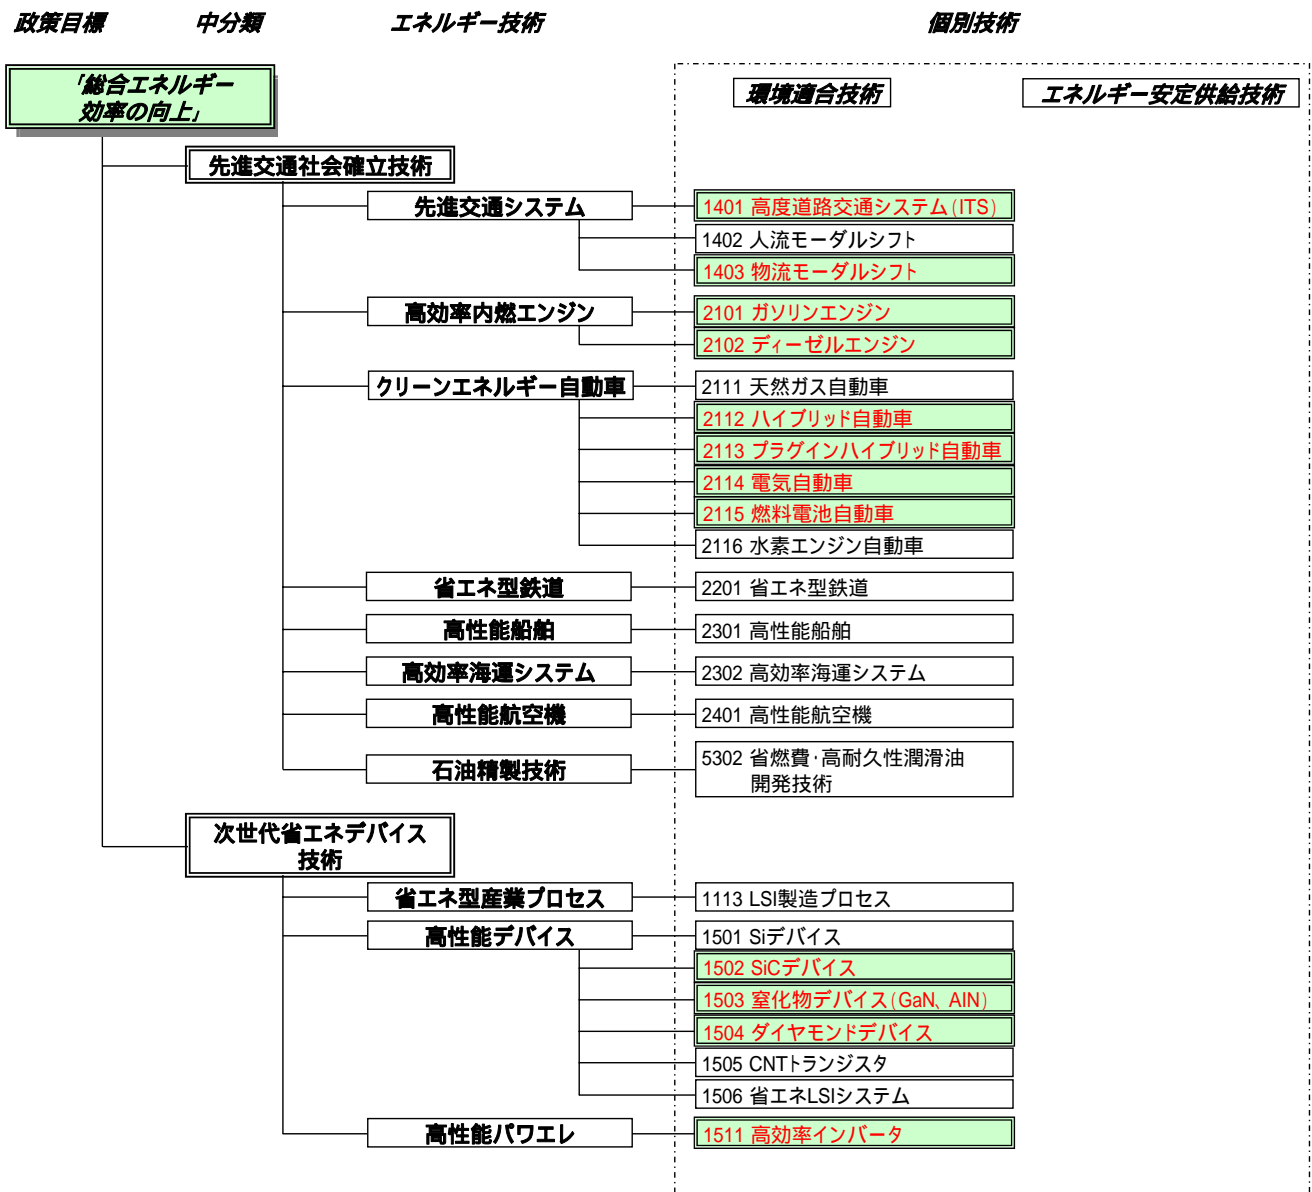 政策目標 中分類 エネルギー技術 個別技術
「総合エネルギー
効率の向上」
環境適合技術 エネルギー安定供給技術
先進交通社会確立技術
先進交通システム 1401 高度道路交通システム(ITS)
1402 人流モーダルシフト
1403 物流モーダルシフト
高効率内燃エンジン 2101 ガソリンエンジン
2102 ディーゼルエンジン
クリーンエネルギー自動車 2111 天然ガス自動車
2112 ハイブリッド自動車
2113 プラグインハイブリッド自動車
2114 電気自動車
2115 燃料電池自動車
2116 水素エンジン自動車
省エネ型鉄道 2201 省エネ型鉄道
高性能船舶 2301 高性能船舶
高効率海運システム 2302 高効率海運システム
高性能航空機 2401 高性能航空機
石油精製技術 5302 省燃費・高耐久性潤滑油
開発技術
次世代省エネデバイス
技術
省エネ型産業プロセス 1113 LSI製造プロセス
高性能デバイス 1501 Siデバイス
1502 SiCデバイス
1503 窒化物デバイス(GaN、AlN)
1504 ダイヤモンドデバイス
1505 CNTトランジスタ
1506 省エネLSIシステム
高性能パワエレ 1511 高効率インバータ